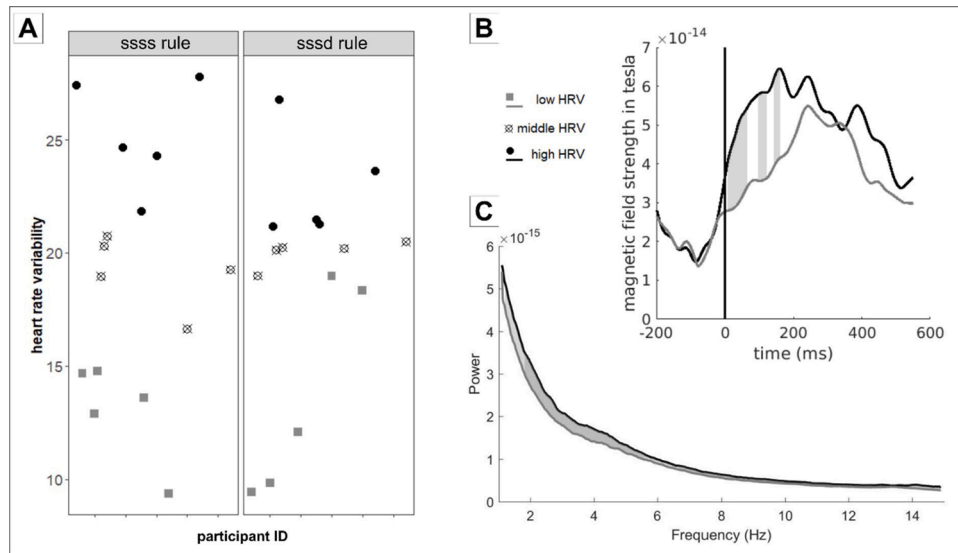 A
ssss rule
sssd rule
heart rate variability
25
20
15
10
participant ID
low HRV
middle HRV
high HRV
B
×10⁻¹⁴
magnetic field strength in tesla
7
6
5
4
3
2
1
0
-200
0
200
400
600
time (ms)
C
×10⁻¹⁵
Power
6
5
4
3
2
1
0
2
4
6
8
10
12
14
Frequency (Hz)